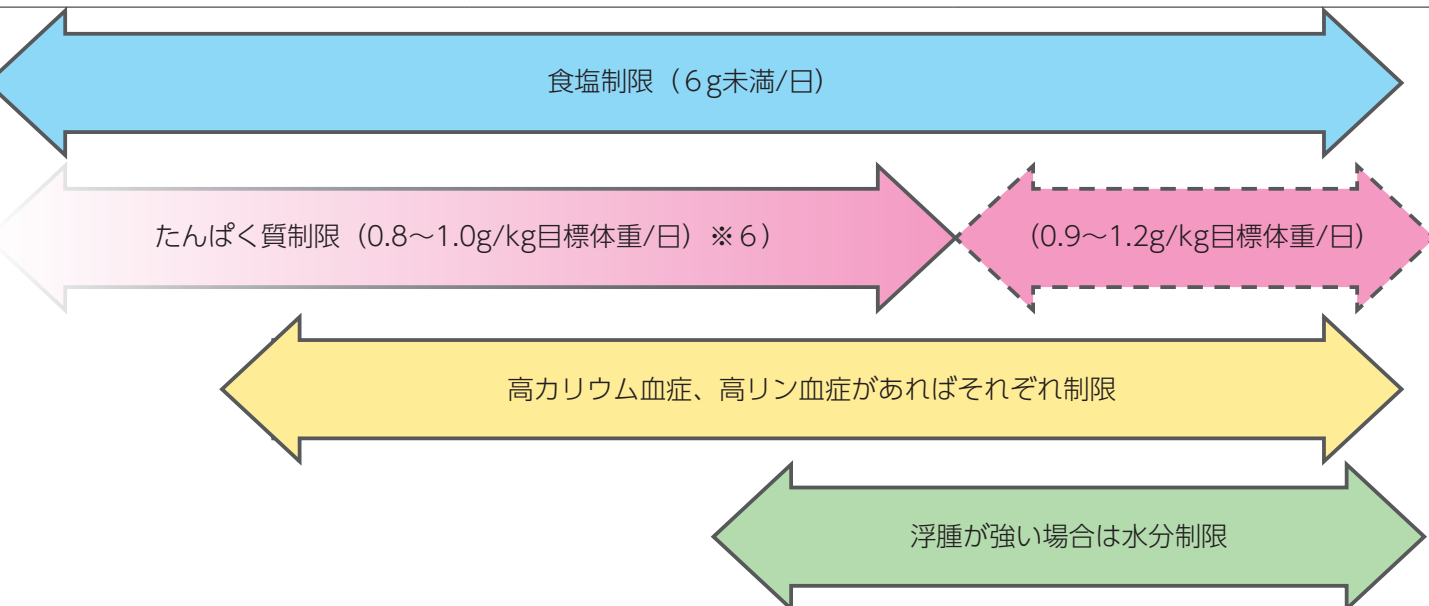 食塩制限（６g未満/日）
たんぱく質制限（0.8〜1.0g/kg目標体重/日）※６）
（0.9〜1.2g/kg目標体重/日）
高カリウム血症、高リン血症があればそれぞれ制限
浮腫が強い場合は水分制限